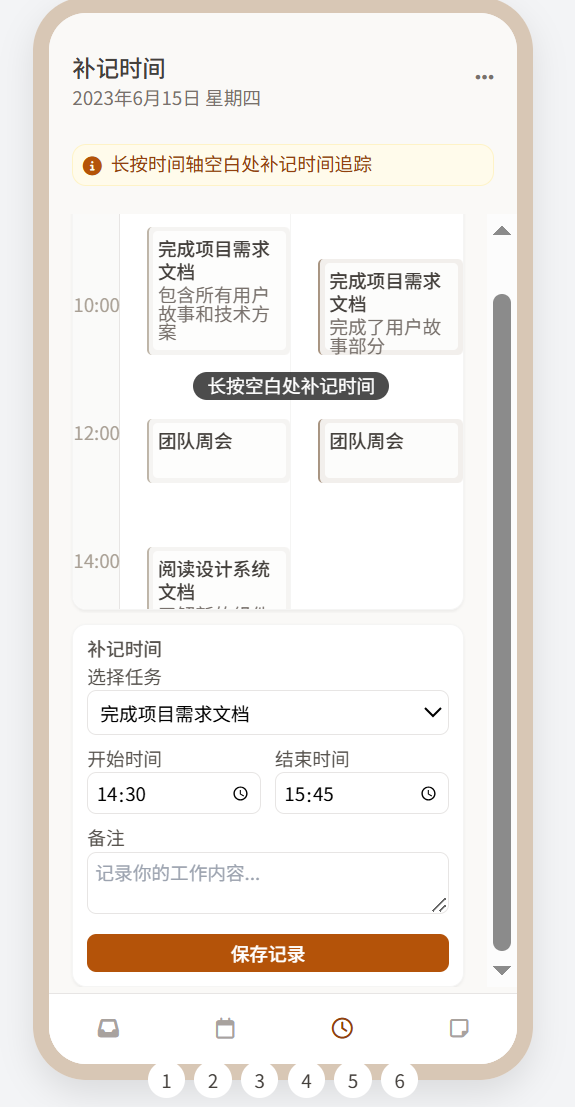 补记时间
2023年6月15日 星期四
长按时间轴空白处补记时间追踪
完成项目需求
文档
包含所有用户
故事和技术方
案
完成项目需求
文档
完成了用户故
事部分
10:00
长按空白处补记时间
12:00
团队周会
团队周会
14:00
阅读设计系统
文档
补记时间
选择任务
完成项目需求文档
开始时间
结束时间
14:30
15:45
备注
记录你的工作内容...
保存记录
1 2 3 4 5 6